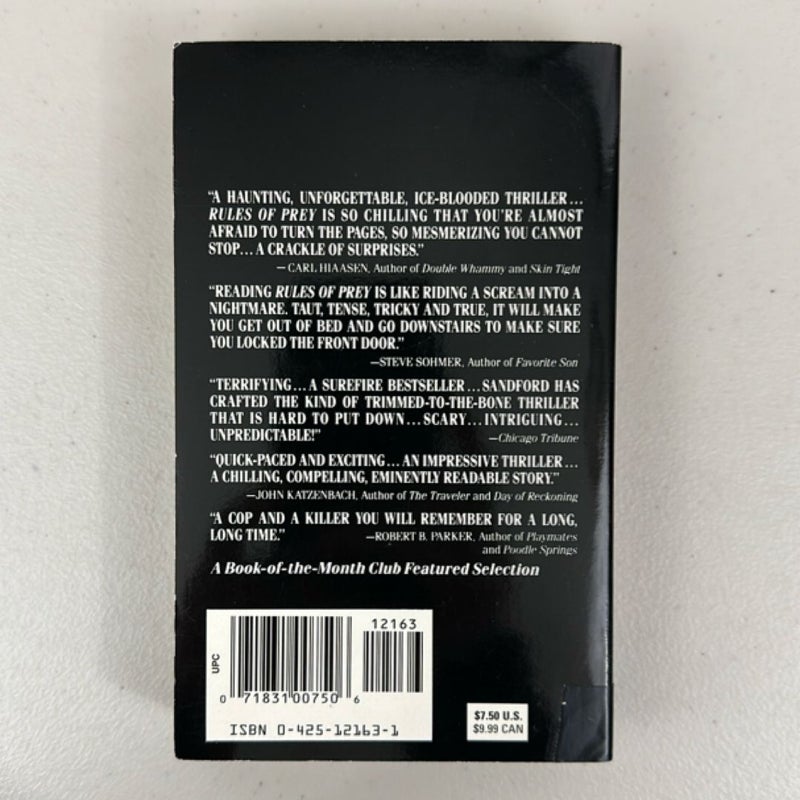 “A HAUNTING, UNFORGETTABLE, ICE-BLOODED THRILLER...
RULES OF PREY IS SO CHILLING THAT YOU'RE ALMOST
AFRAID TO TURN THE PAGES, SO MESMERIZING YOU CANNOT
STOP...A CRACKLE OF SURPRISES.”
—CARL HIAASEN, Author of Double Whammy and Skin Tight
“READING RULES OF PREY IS LIKE RIDING A SCREAM INTO A
NIGHTMARE. TAUT, TENSE, TRICKY AND TRUE, IT WILL MAKE
YOU GET OUT OF BED AND GO DOWNSTAIRS TO MAKE SURE
YOU LOCKED THE FRONT DOOR.”
—STEVE SOHMER, Author of Favorite Son
“TERRIFYING...A SUREFIRE BESTSELLER...SANDFORD HAS
CRAFTED THE KIND OF TRIMMED-TO-THE-BONE THRILLER
THAT IS HARD TO PUT DOWN...SCARY...INTRIGUING...
UNPREDICTABLE!” —Chicago Tribune
“QUICK-PACED AND EXCITING...AN IMPRESSIVE THRILLER...
A CHILLING, COMPELLING, EMINENTLY READABLE STORY.”
—JOHN KATZENBACH, Author of The Traveler and Day of Reckoning
“A COP AND A KILLER YOU WILL REMEMBER FOR A LONG,
LONG TIME.” —ROBERT B. PARKER, Author of Playmates
and Poodle Springs
A Book-of-the-Month Club Featured Selection
12163
UPC
0 71831 00750 6
ISBN 0-425-12163-1
$7.50 U.S.
$9.99 CAN